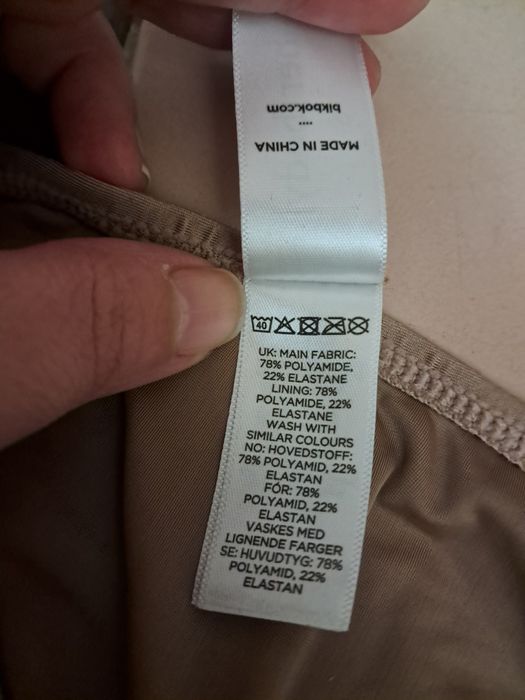 MADE IN CHINA
....
bikbok.com
40
UK: MAIN FABRIC:
78% POLYAMIDE,
22% ELASTANE
LINING: 78%
POLYAMIDE, 22%
ELASTANE
WASH WITH
SIMILAR COLOURS
NO: HOVEDSTOFF:
78% POLYAMID, 22%
ELASTAN
FÓR: 78%
POLYAMID, 22%
ELASTAN
VASKES MED
LIGNENDE FARGER
SE: HUVUDTYG: 78%
POLYAMID, 22%
ELASTAN